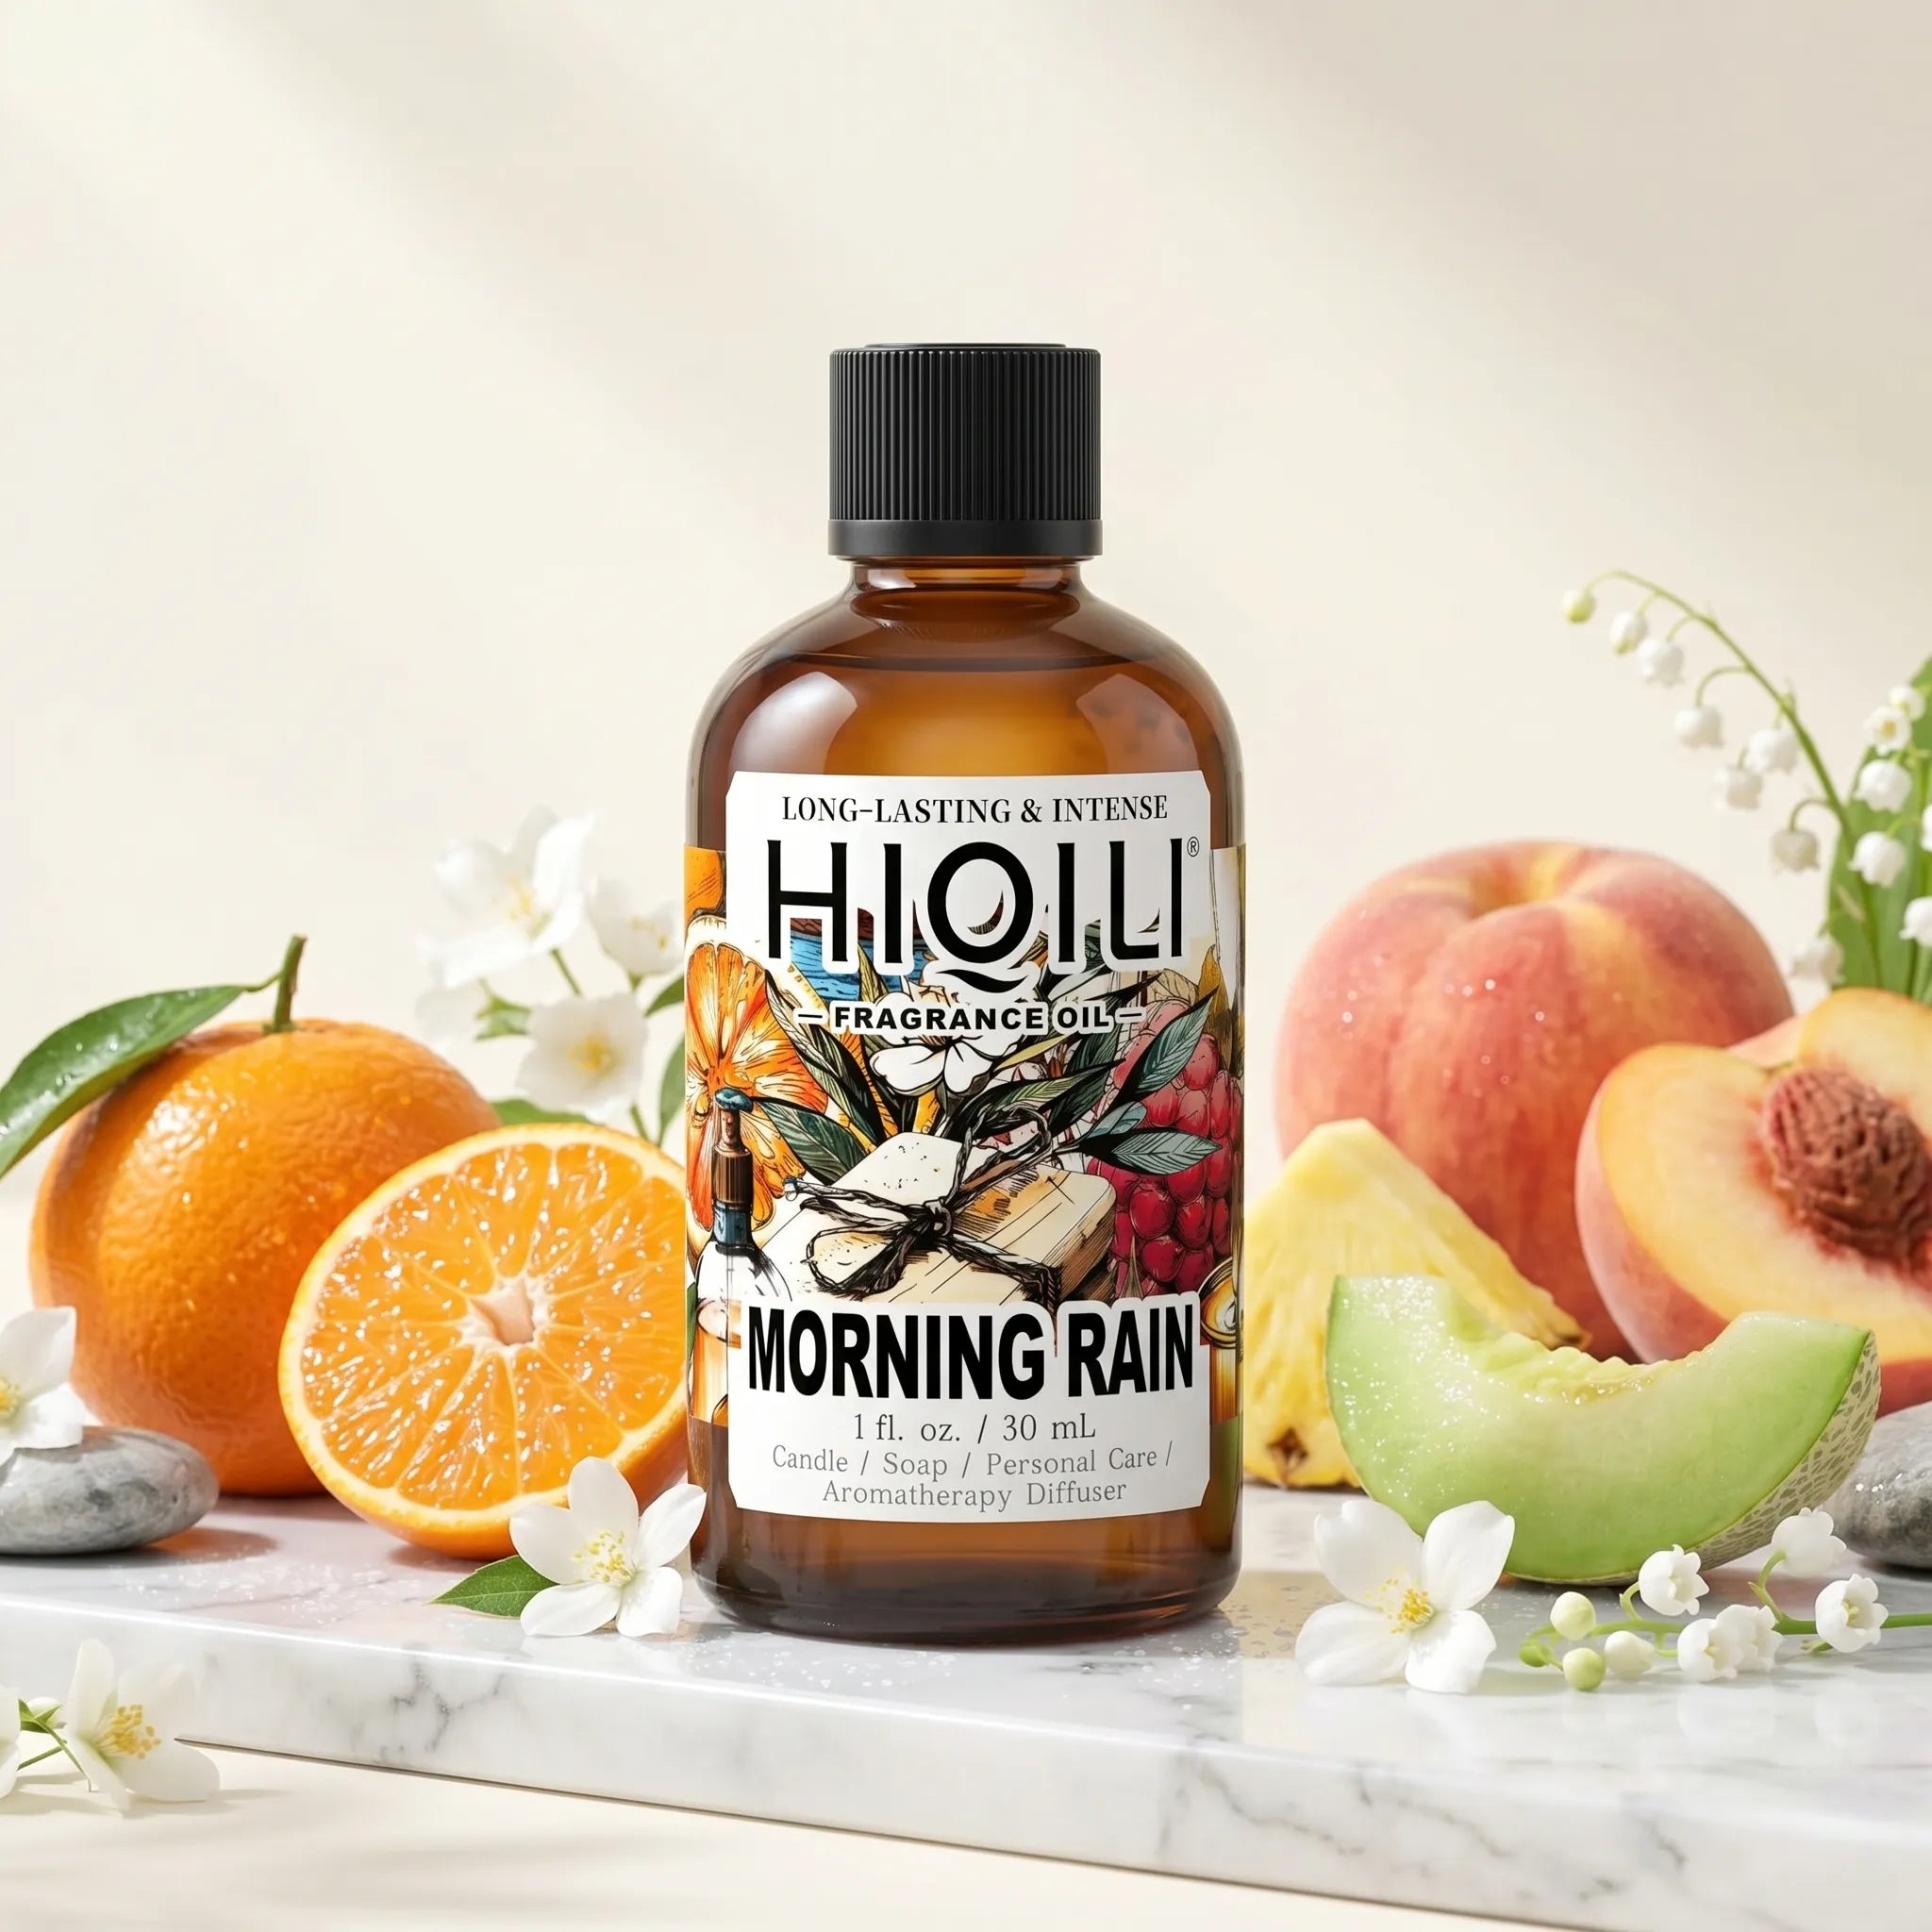 LONG-LASTING & INTENSE
HIQILI®
FRAGRANCE OIL
MORNING RAIN
1 fl. oz. / 30 mL
Candle / Soap / Personal Care /
Aromatherapy Diffuser